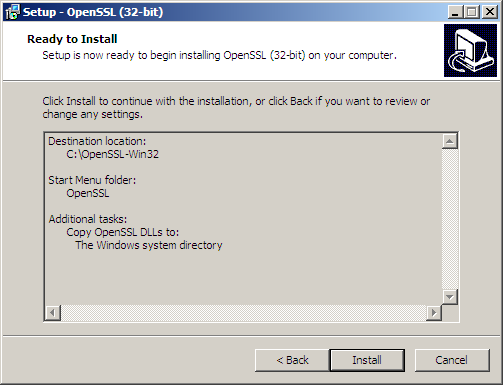 Setup - OpenSSL (32-bit)
Ready to Install
Setup is now ready to begin installing OpenSSL (32-bit) on your computer.
Click Install to continue with the installation, or click Back if you want to review or
change any settings.
Destination location:
C:\OpenSSL-Win32
Start Menu folder:
OpenSSL
Additional tasks:
Copy OpenSSL DLLs to:
The Windows system directory
< Back
Install
Cancel